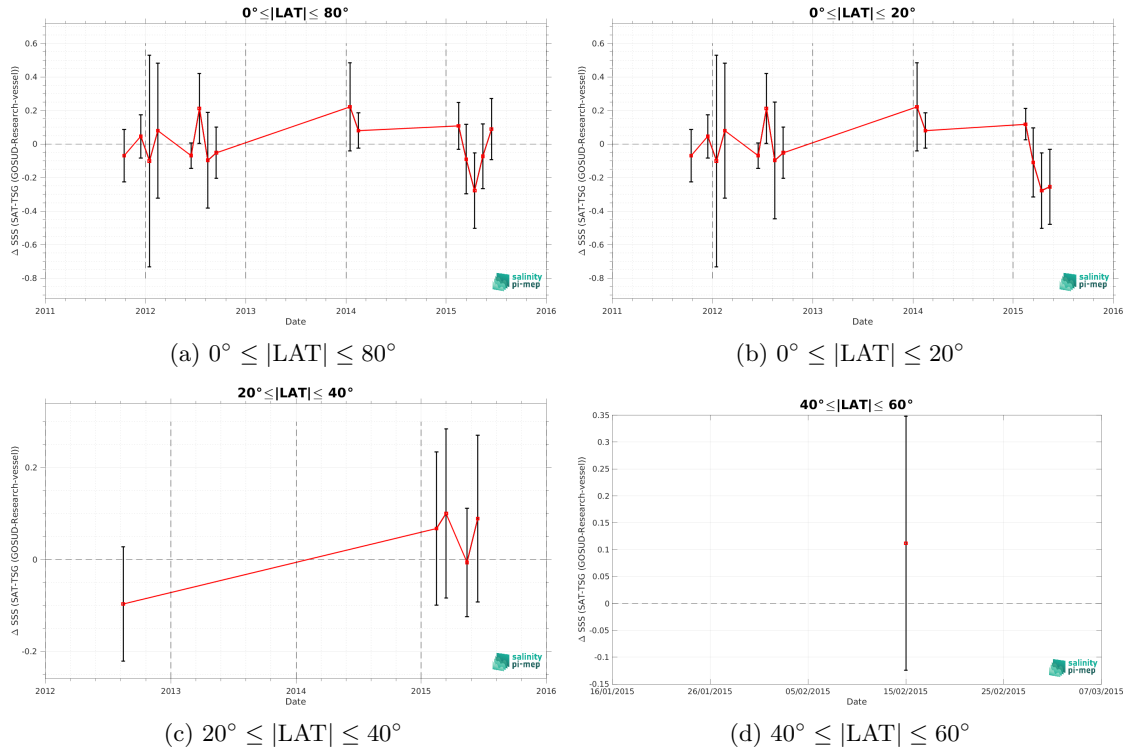 0°≤|LAT|≤ 80°
Δ SSS (SAT-TSG (GOSUD-Research-vessel))
0.6
0.4
0.2
0
-0.2
-0.4
-0.6
-0.8
salinity
pi-mep
2011 2012 2013 2014 2015 2016
Date
(a) 0° ≤ |LAT| ≤ 80°
0°≤|LAT|≤ 20°
Δ SSS (SAT-TSG (GOSUD-Research-vessel))
0.6
0.4
0.2
0
-0.2
-0.4
-0.6
-0.8
salinity
pi-mep
2011 2012 2013 2014 2015 2016
Date
(b) 0° ≤ |LAT| ≤ 20°
20°≤|LAT|≤ 40°
Δ SSS (SAT-TSG (GOSUD-Research-vessel))
0.2
0
-0.2
salinity
pi-mep
2012 2013 2014 2015 2016
Date
(c) 20° ≤ |LAT| ≤ 40°
40°≤|LAT|≤ 60°
Δ SSS (SAT-TSG (GOSUD-Research-vessel))
0.35
0.3
0.25
0.2
0.15
0.1
0.05
0
-0.05
-0.1
-0.15
salinity
pi-mep
16/01/2015 26/01/2015 05/02/2015 15/02/2015 25/02/2015 07/03/2015
Date
(d) 40° ≤ |LAT| ≤ 60°